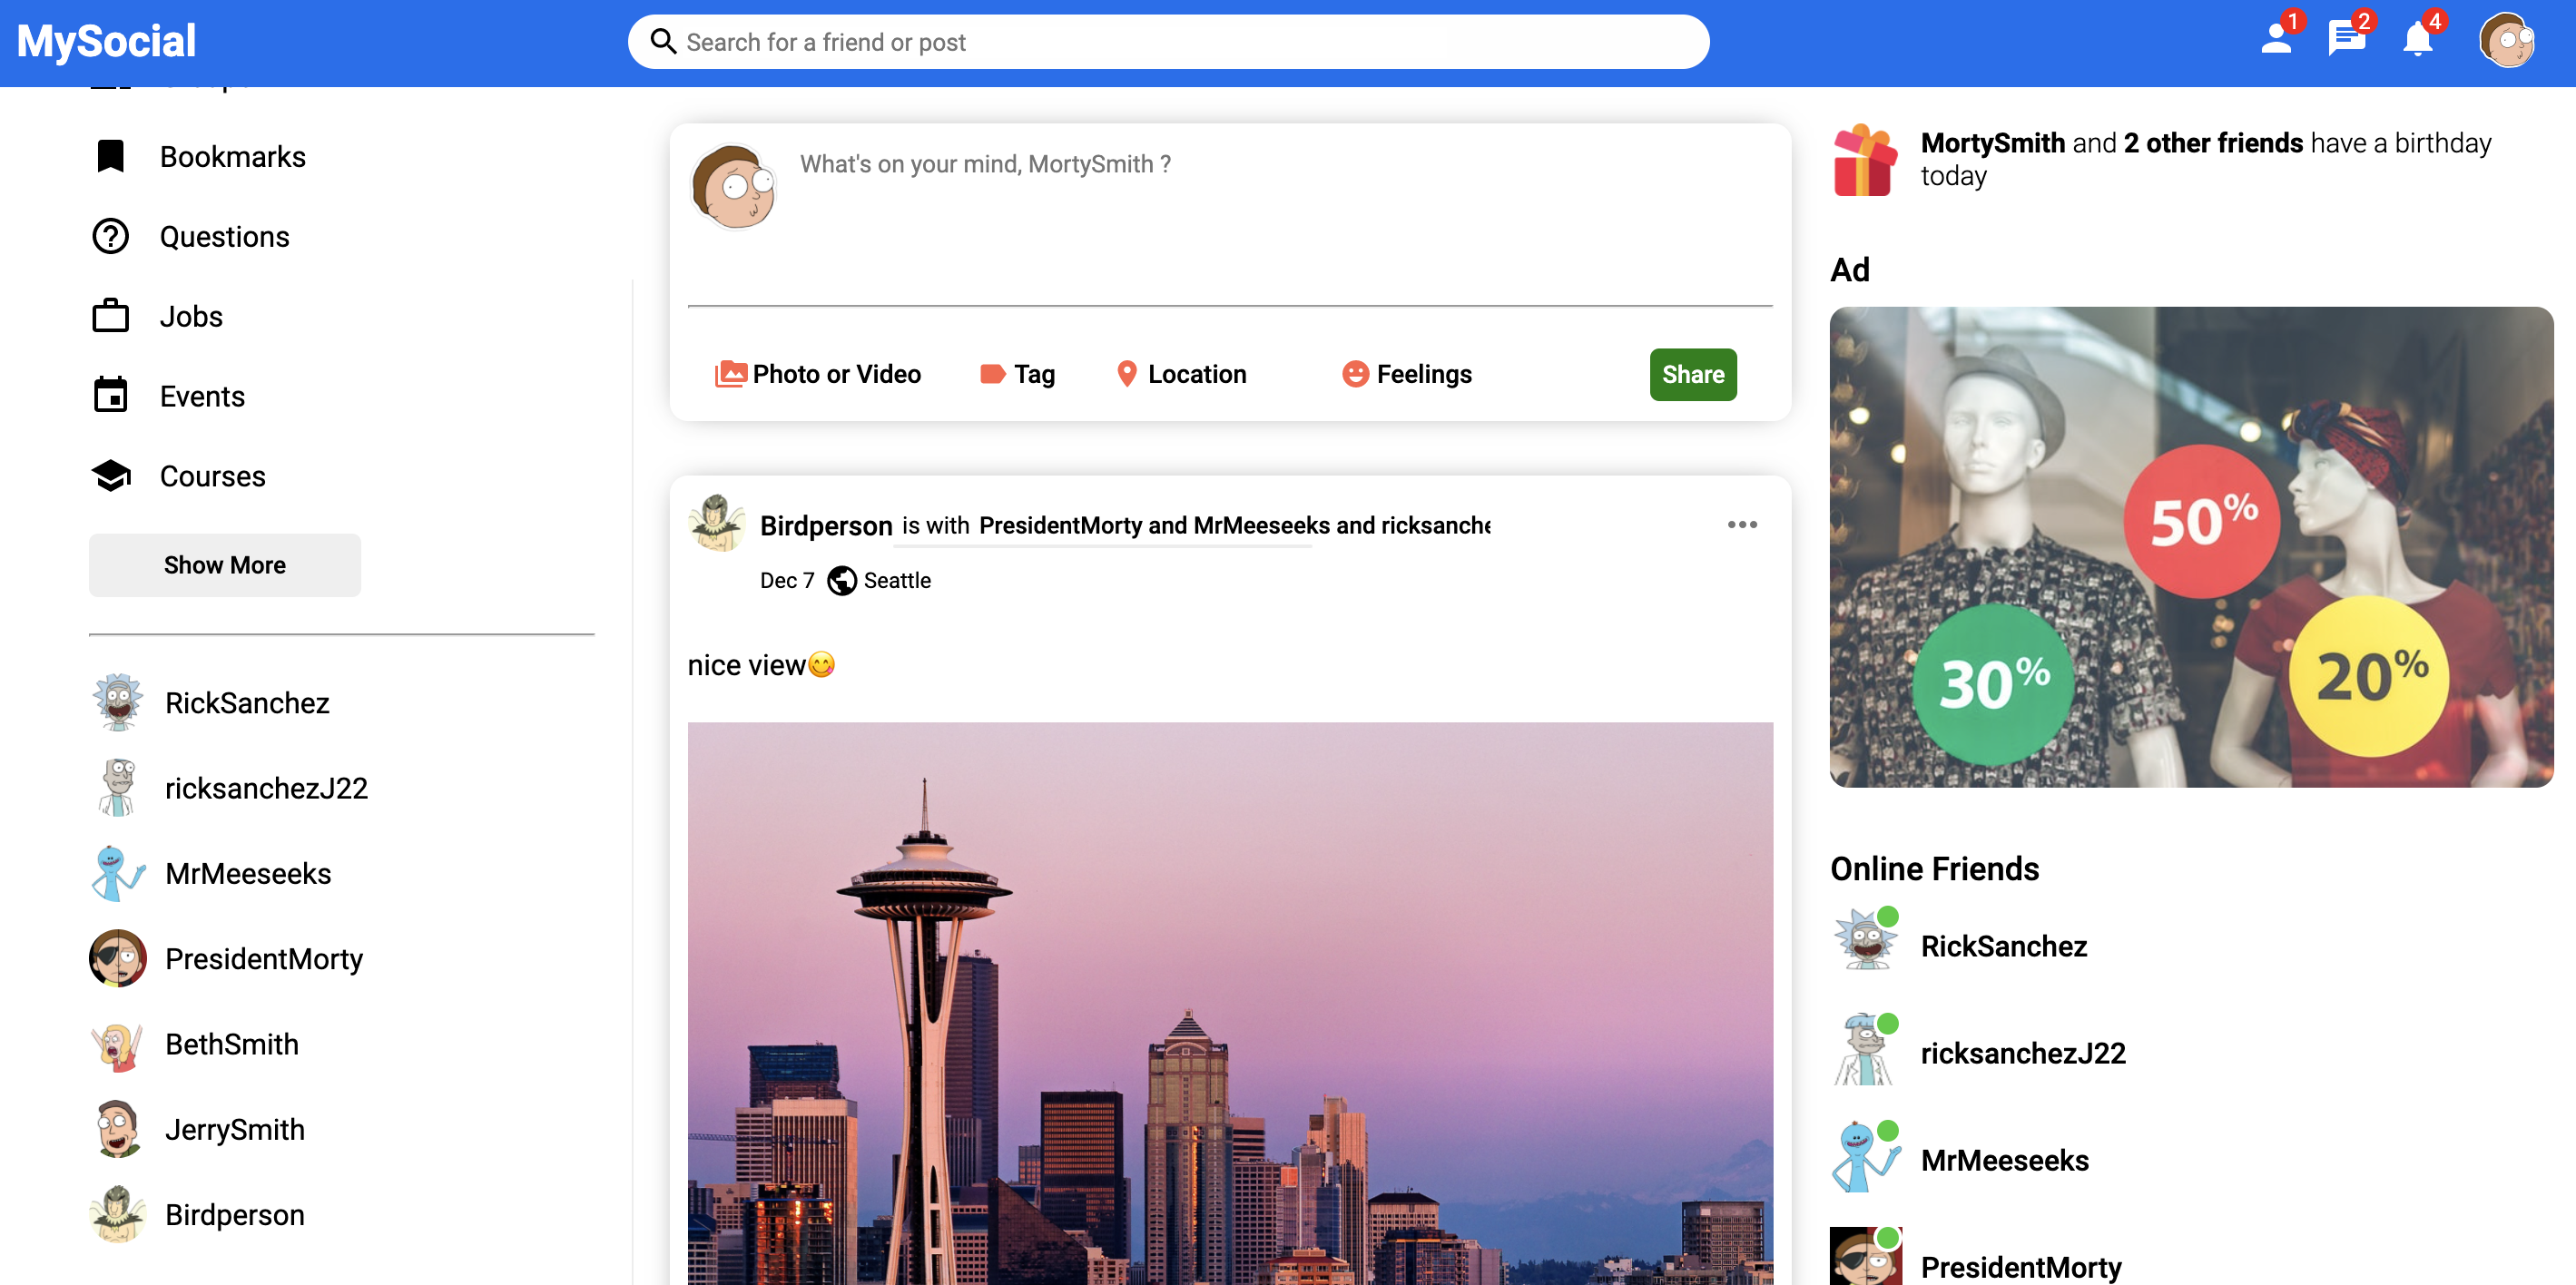 MySocial
Search for a friend or post
1
2
4
Bookmarks
Questions
Jobs
Events
Courses
Show More
RickSanchez
ricksanchezJ22
MrMeeseeks
PresidentMorty
BethSmith
JerrySmith
Birdperson
What's on your mind, MortySmith ?
Photo or Video
Tag
Location
Feelings
Share
Birdperson is with PresidentMorty and MrMeeseeks and ricksanche
Dec 7 Seattle
nice view😋
MortySmith and 2 other friends have a birthday
today
Ad
50%
30%
20%
Online Friends
RickSanchez
ricksanchezJ22
MrMeeseeks
PresidentMorty